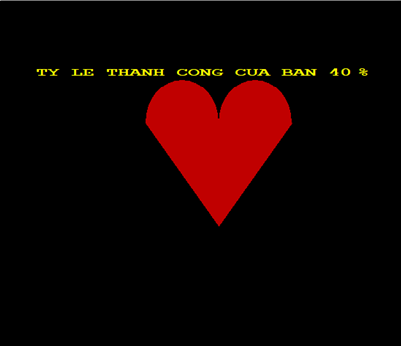 TY LE THANH CONG CUA BAN 40 %